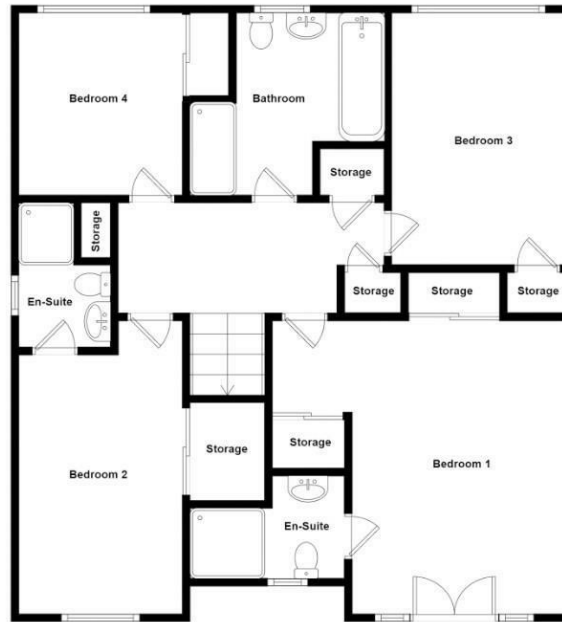 Bedroom 4
Bathroom
Bedroom 3
Storage
Storage
En-Suite
Storage
Storage
Storage
Bedroom 2
Storage
Storage
Bedroom 1
En-Suite